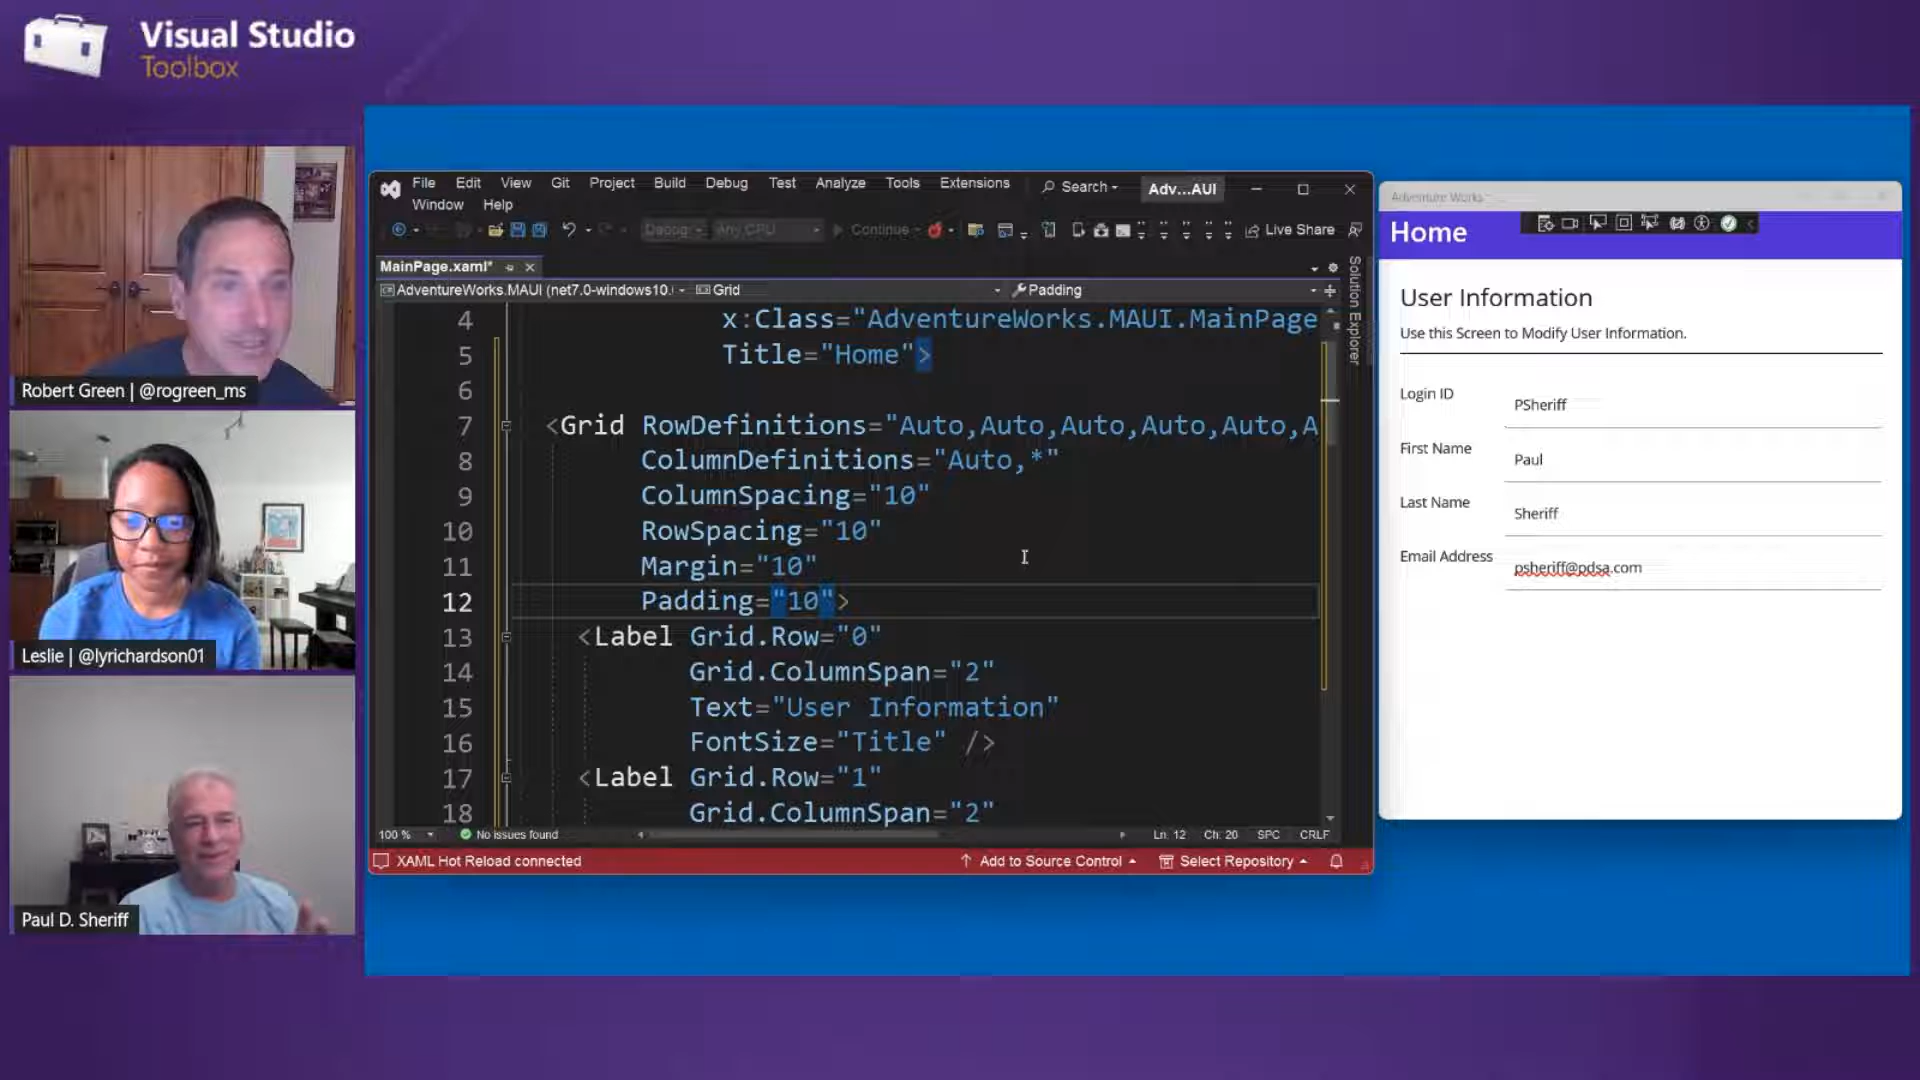 Visual Studio
Toolbox
Robert Green | @rogreen_ms
Leslie | @lyrichardson01
Paul D. Sheriff
File Edit View Git Project Build Debug Test Analyze Tools Extensions Search Adv...AUI
Window Help
Debug Any CPU Continue Live Share
MainPage.xaml*
AdventureWorks.MAUI (net7.0-windows10. Grid Padding
Solution Explorer
4 x:Class="AdventureWorks.MAUI.MainPage
5 Title="Home">
6
7 <Grid RowDefinitions="Auto,Auto,Auto,Auto,Auto,A
8 ColumnDefinitions="Auto,*"
9 ColumnSpacing="10"
10 RowSpacing="10"
11 Margin="10"
12 Padding="10">
13 <Label Grid.Row="0"
14 Grid.ColumnSpan="2"
15 Text="User Information"
16 FontSize="Title" />
17 <Label Grid.Row="1"
18 Grid.ColumnSpan="2"
100 % No issues found Ln: 12 Ch: 20 SPC CRLF
XAML Hot Reload connected Add to Source Control Select Repository
Adventure Works
Home
User Information
Use this Screen to Modify User Information.
Login ID PSheriff
First Name Paul
Last Name Sheriff
Email Address psheriff@pdsa.com